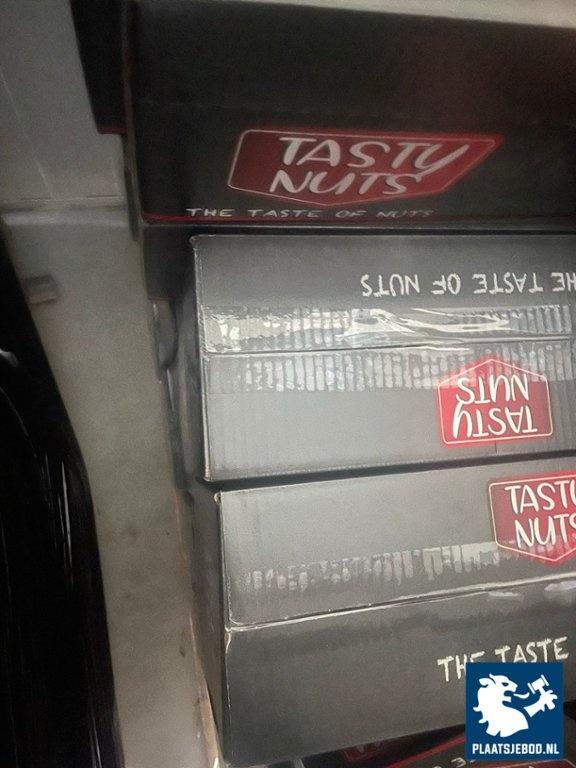 TASTY
NUTS
THE TASTE OF NUTS
THE TASTE OF NUTS
TASTY
NUTS
TASTY
NUTS
THE TASTE
PLAATSJEBOD.NL